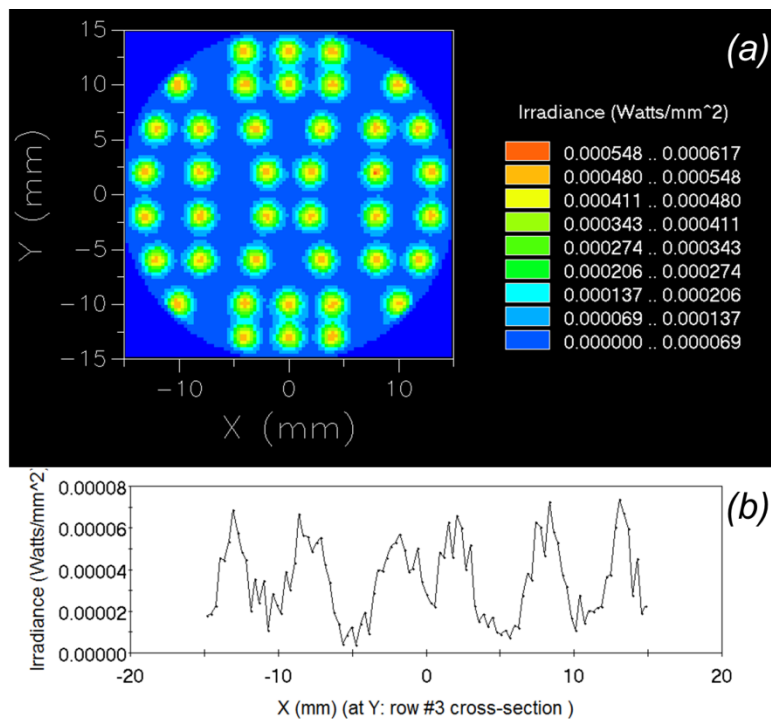 (a)
15
10
5
0
-5
-10
-15
Y (mm)
-10 0 10
X (mm)
Irradiance (Watts/mm^2)
0.000548 .. 0.000617
0.000480 .. 0.000548
0.000411 .. 0.000480
0.000343 .. 0.000411
0.000274 .. 0.000343
0.000206 .. 0.000274
0.000137 .. 0.000206
0.000069 .. 0.000137
0.000000 .. 0.000069
(b)
Irradiance (Watts/mm^2)
0.00008
0.00006
0.00004
0.00002
0.00000
-20 -10 0 10 20
X (mm) (at Y: row #3 cross-section )